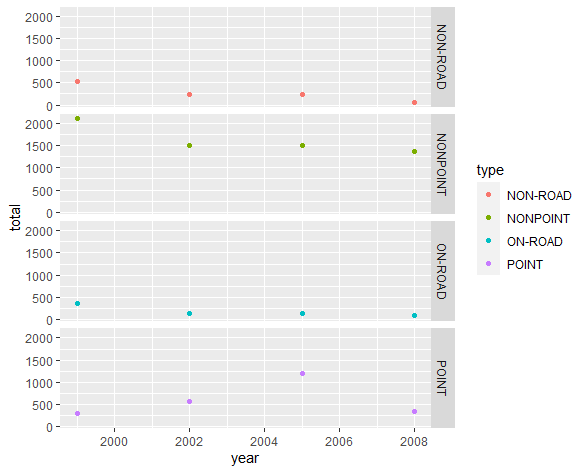 2000
1500
1000
500
0
NON-ROAD
2000
1500
1000
500
0
NONPOINT
2000
1500
1000
500
0
ON-ROAD
2000
1500
1000
500
0
POINT
total
2000
2002
2004
2006
2008
year
type
NON-ROAD
NONPOINT
ON-ROAD
POINT